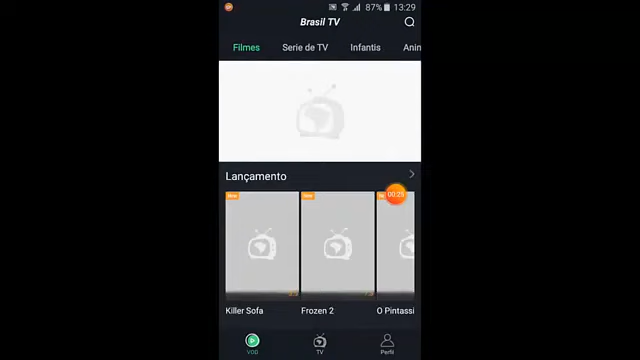 87% 13:29
Brasil TV
Filmes Serie de TV Infantis Anin
Lançamento
00:25
New New
Killer Sofa Frozen 2 O Pintassi
VOD TV Perfil